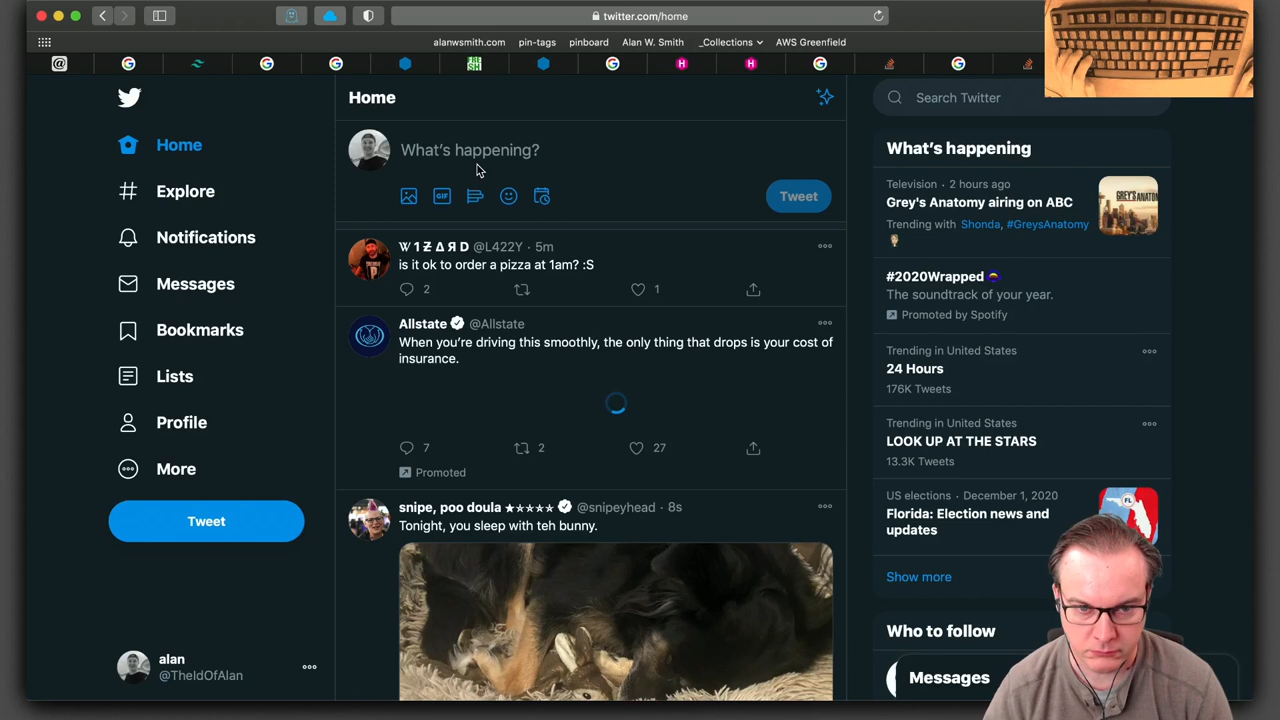 twitter.com/home
alanwsmith.com
pin-tags
pinboard
Alan W. Smith
_Collections
AWS Greenfield
Home
Explore
Notifications
Messages
Bookmarks
Lists
Profile
More
Tweet
alan
@TheIdOfAlan
Home
What's happening?
GIF
Tweet
W 1 Ƶ Δ Я D @L422Y · 5m
is it ok to order a pizza at 1am? :S
2
1
Allstate @Allstate
When you're driving this smoothly, the only thing that drops is your cost of
insurance.
7
2
27
Promoted
snipe, poo doula ★★★★★ @snipeyhead · 8s
Tonight, you sleep with teh bunny.
Search Twitter
What's happening
Television · 2 hours ago
Grey's Anatomy airing on ABC
Trending with Shonda, #GreysAnatomy
#2020Wrapped
The soundtrack of your year.
Promoted by Spotify
Trending in United States
24 Hours
176K Tweets
Trending in United States
LOOK UP AT THE STARS
13.3K Tweets
US elections · December 1, 2020
Florida: Election news and
updates
FL
Show more
Who to follow
Messages